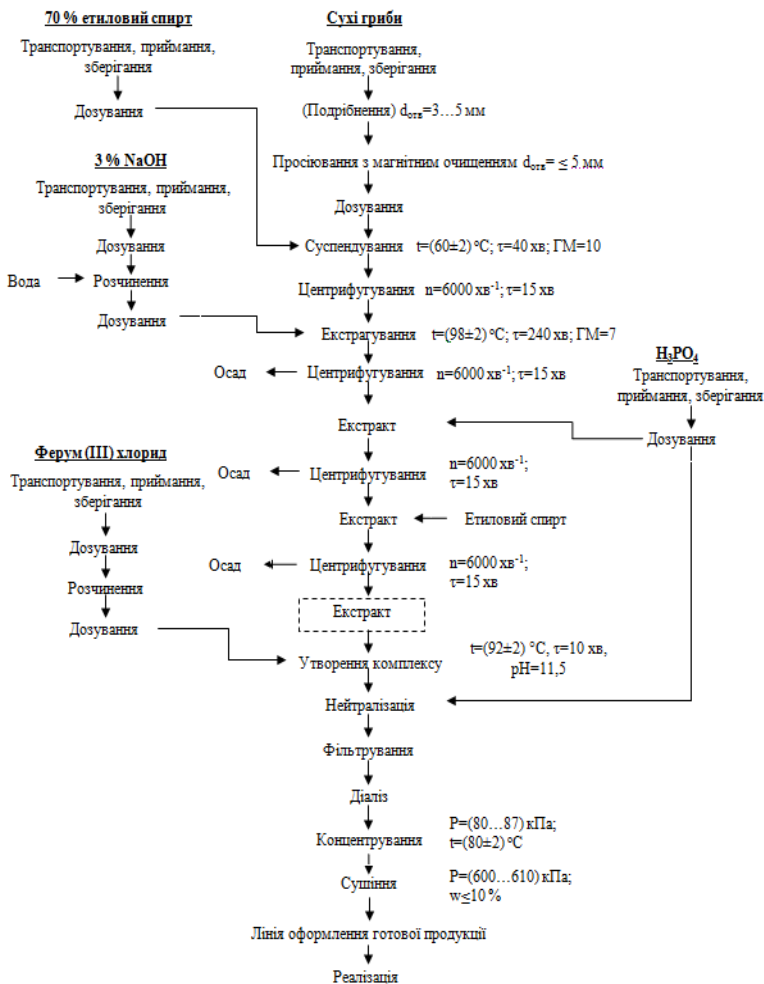 70 % етиловий спирт
Транспортування, приймання,
зберігання
Дозування
3 % NaOH
Транспортування, приймання,
зберігання
Дозування
Вода
Розчинення
Дозування
Ферум (ІІІ) хлорид
Транспортування, приймання,
зберігання
Дозування
Розчинення
Дозування
Сухі гриби
Транспортування,
приймання, зберігання
(Подрібнення) dотв=3…5 мм
Просіювання з магнітним очищенням dотв= ≤ 5 мм
Дозування
Суспендування t=(60±2) ºС; τ=40 хв; ГМ=10
Центрифугування n=6000 хв-1; τ=15 хв
Екстрагування t=(98±2) ºС; τ=240 хв; ГМ=7
Осад
Центрифугування n=6000 хв-1; τ=15 хв
Екстракт
Осад
Центрифугування
n=6000 хв-1;
τ=15 хв
Екстракт
Етиловий спирт
Осад
Центрифугування
n=6000 хв-1;
τ=15 хв
Екстракт
Утворення комплексу
t=(92±2) °С, τ=10 хв,
рН=11,5
Нейтралізація
Фільтрування
Діаліз
Концентрування
Р=(80…87) кПа;
t=(80±2) ºС
Сушіння
Р=(600…610) кПа;
w≤10 %
Лінія оформлення готової продукції
Реалізація
H3PO4
Транспортування,
приймання, зберігання
Дозування